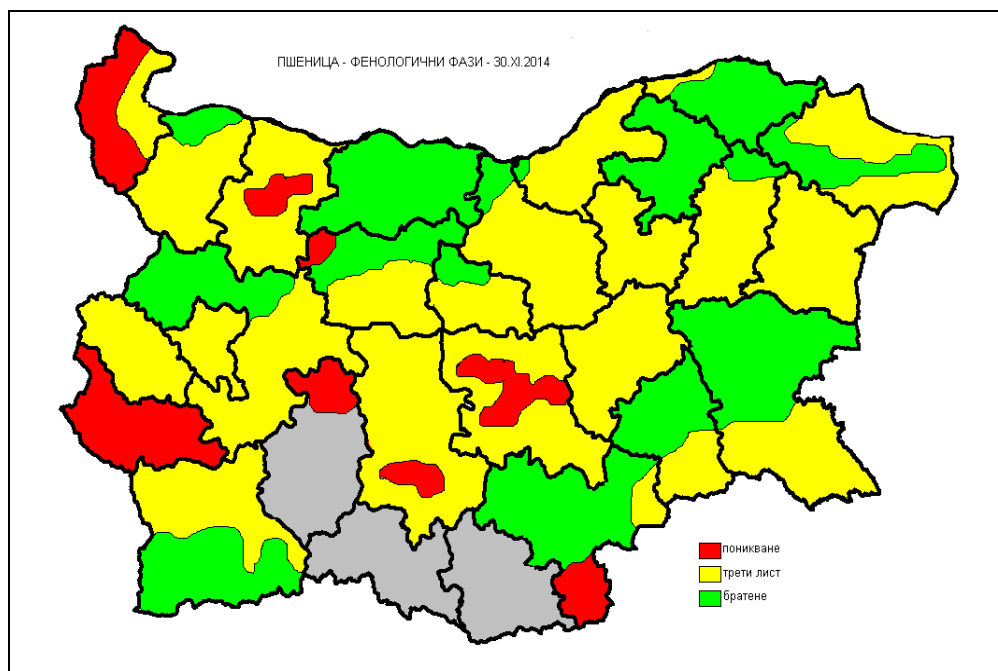 ПШЕНИЦА - ФЕНОЛОГИЧНИ ФАЗИ - 30.XI.2014
поникване
трети лист
братене